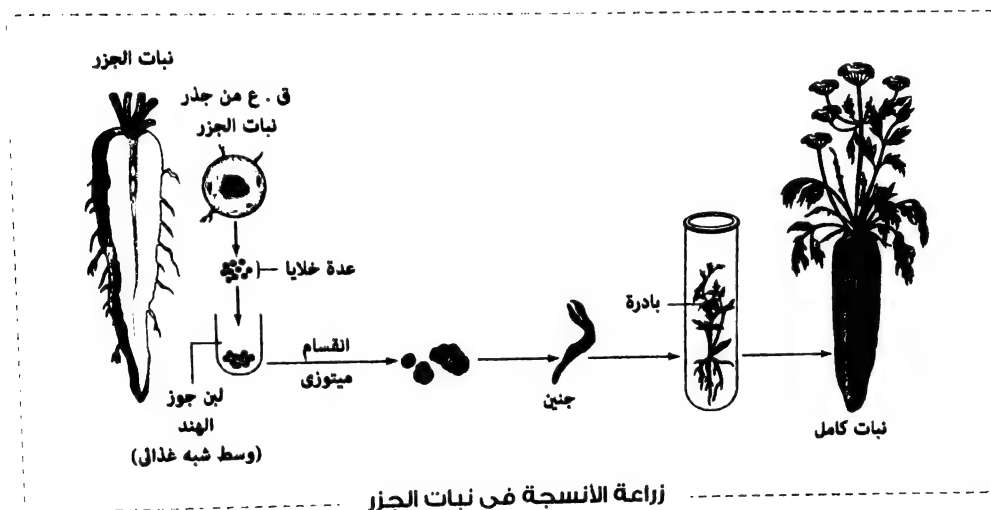 نبات الجزر
ق . ع من جذر
نبات الجزر
عدة خلايا
لبن جوز
الهند
(وسط شبه غذائى)
انقسام
ميتوزى
جنين
بادرة
نبات كامل
زراعة الأنسجة فى نبات الجزر